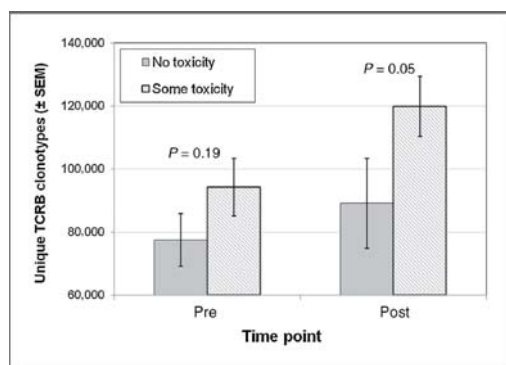 140,000
No toxicity
Some toxicity
P = 0.05
120,000
P = 0.19
100,000
80,000
60,000
Unique TCRB clonotypes (± SEM)
Pre
Post
Time point